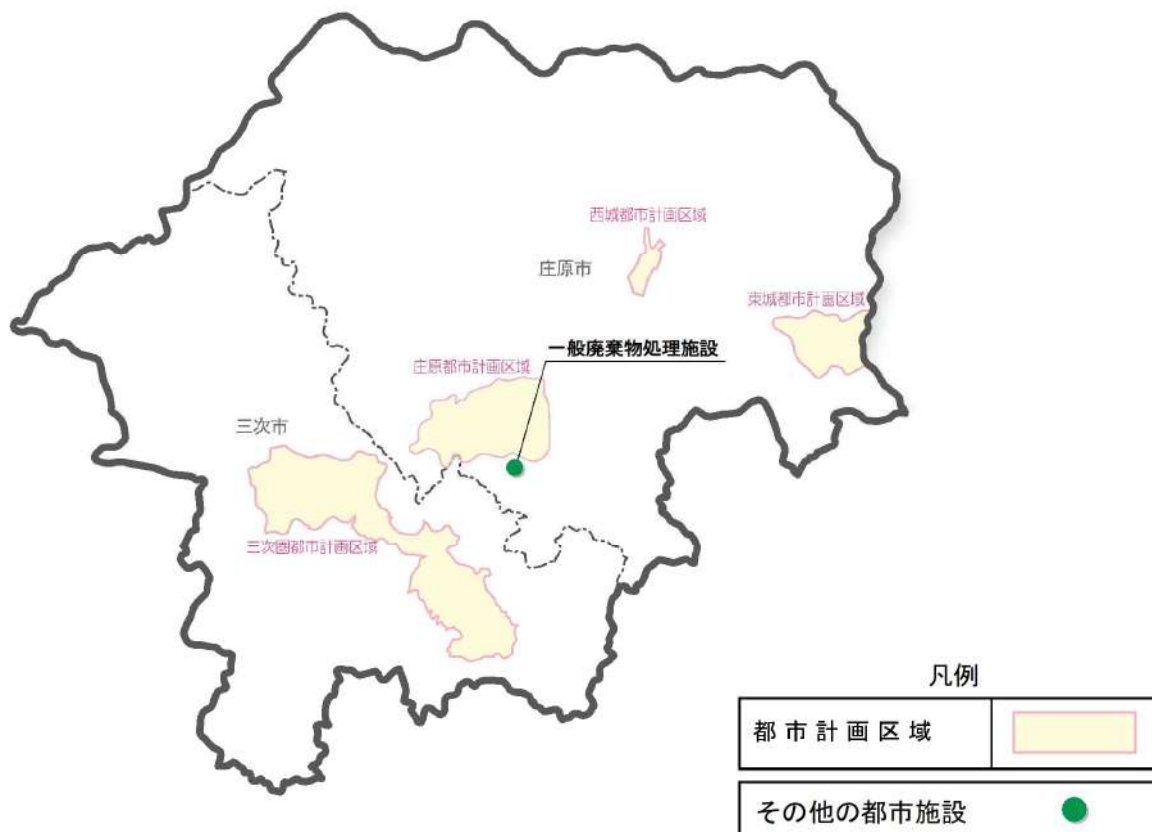 西城都市計画区域
庄原市
東城都市計画区域
一般廃棄物処理施設
庄原都市計画区域
三次市
三次圏都市計画区域
凡例
都市計画区域
その他の都市施設